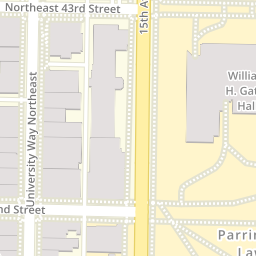 Northeast 43rd Street
15th A
University Way Northeast
Willia
H. Gat
Hal
nd Street
Parrin
Law